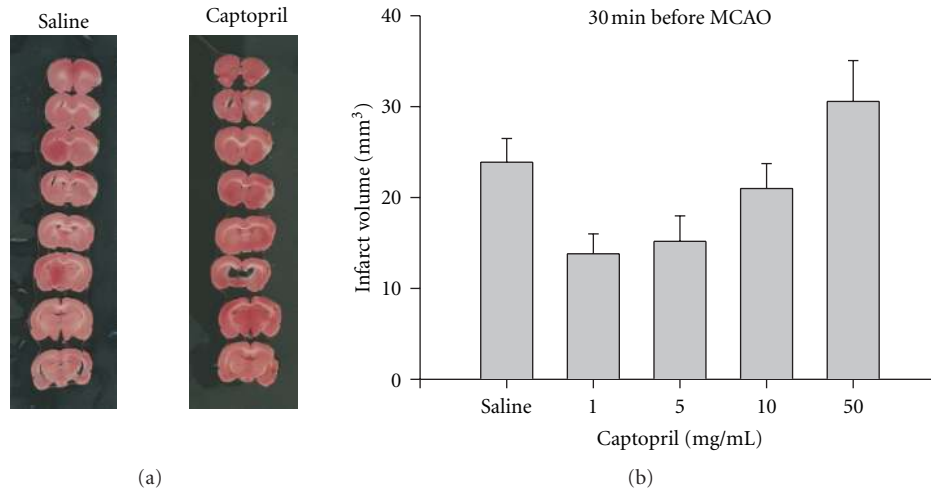 Saline
Captopril
(a)
30 min before MCAO
Infarct volume (mm³)
40
30
20
10
0
Saline 1 5 10 50
Captopril (mg/mL)
(b)